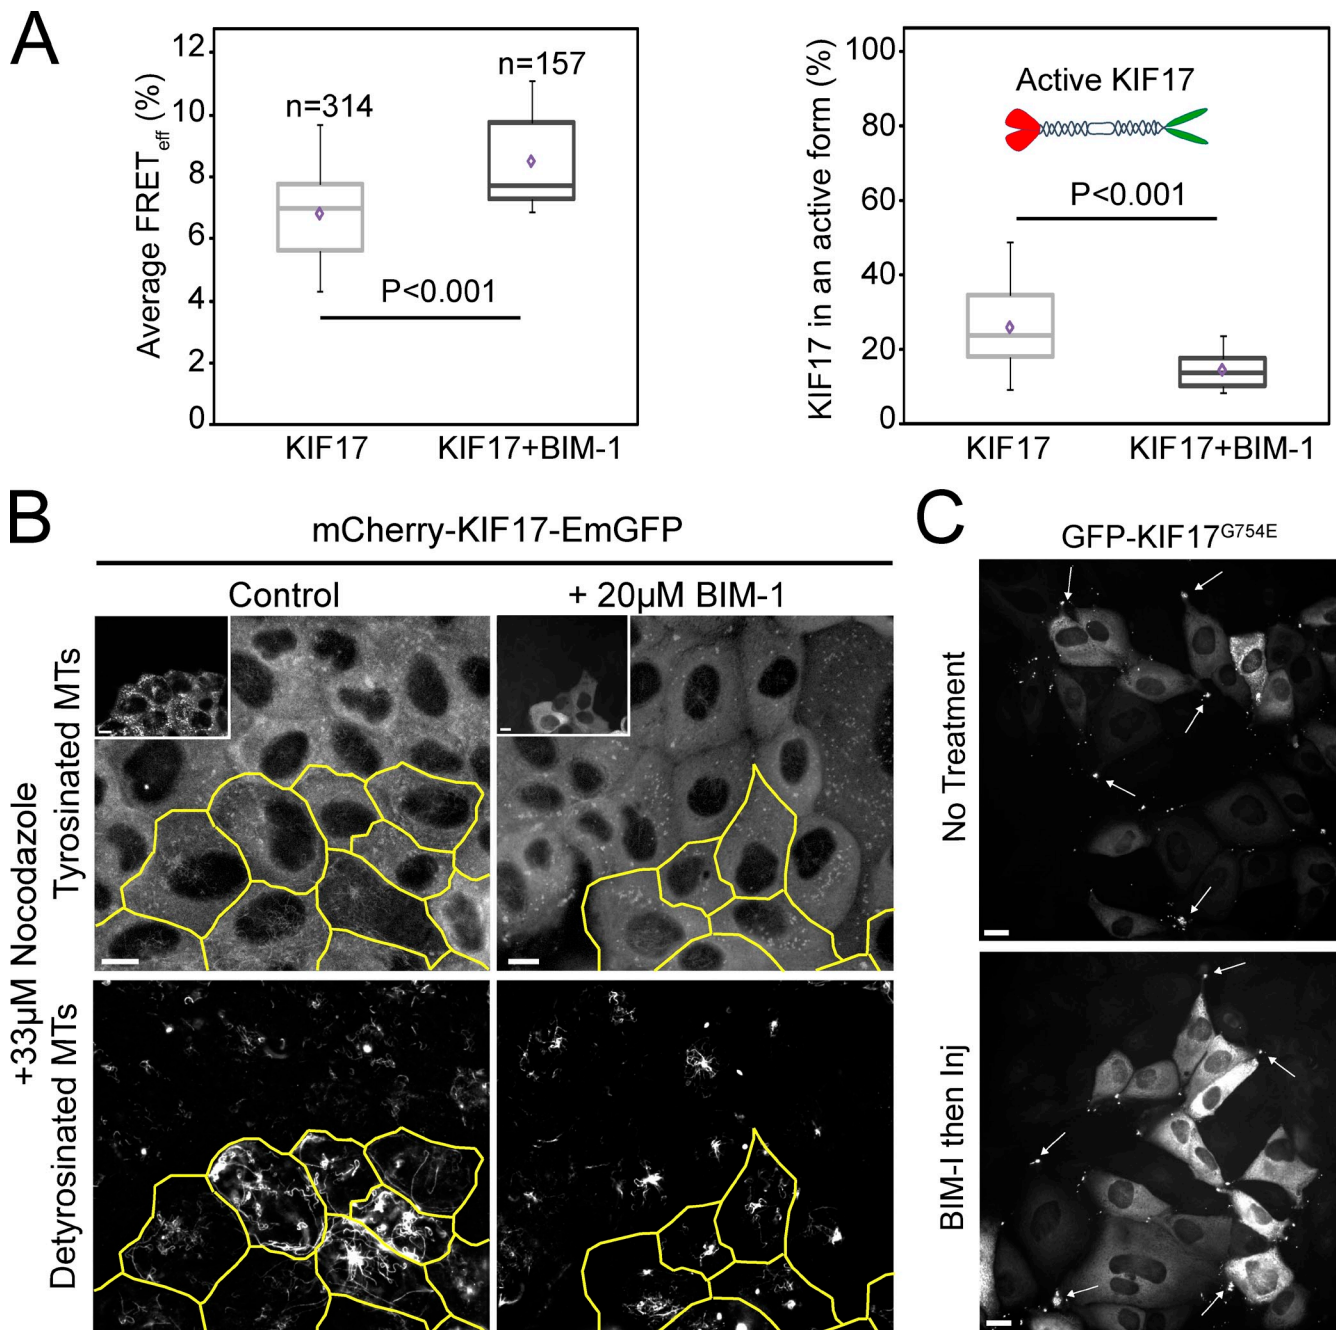 A
12
10
8
6
4
2
0
Average FRETeff (%)
n=314
n=157
P<0.001
KIF17
KIF17+BIM-1
100
80
60
40
20
0
KIF17 in an active form (%)
Active KIF17
P<0.001
KIF17
KIF17+BIM-1
B
mCherry-KIF17-EmGFP
Control
+ 20µM BIM-1
+33µM Nocodazole
Tyrosinated MTs
Detyrosinated MTs
C
GFP-KIF17G754E
No Treatment
BIM-I then Inj